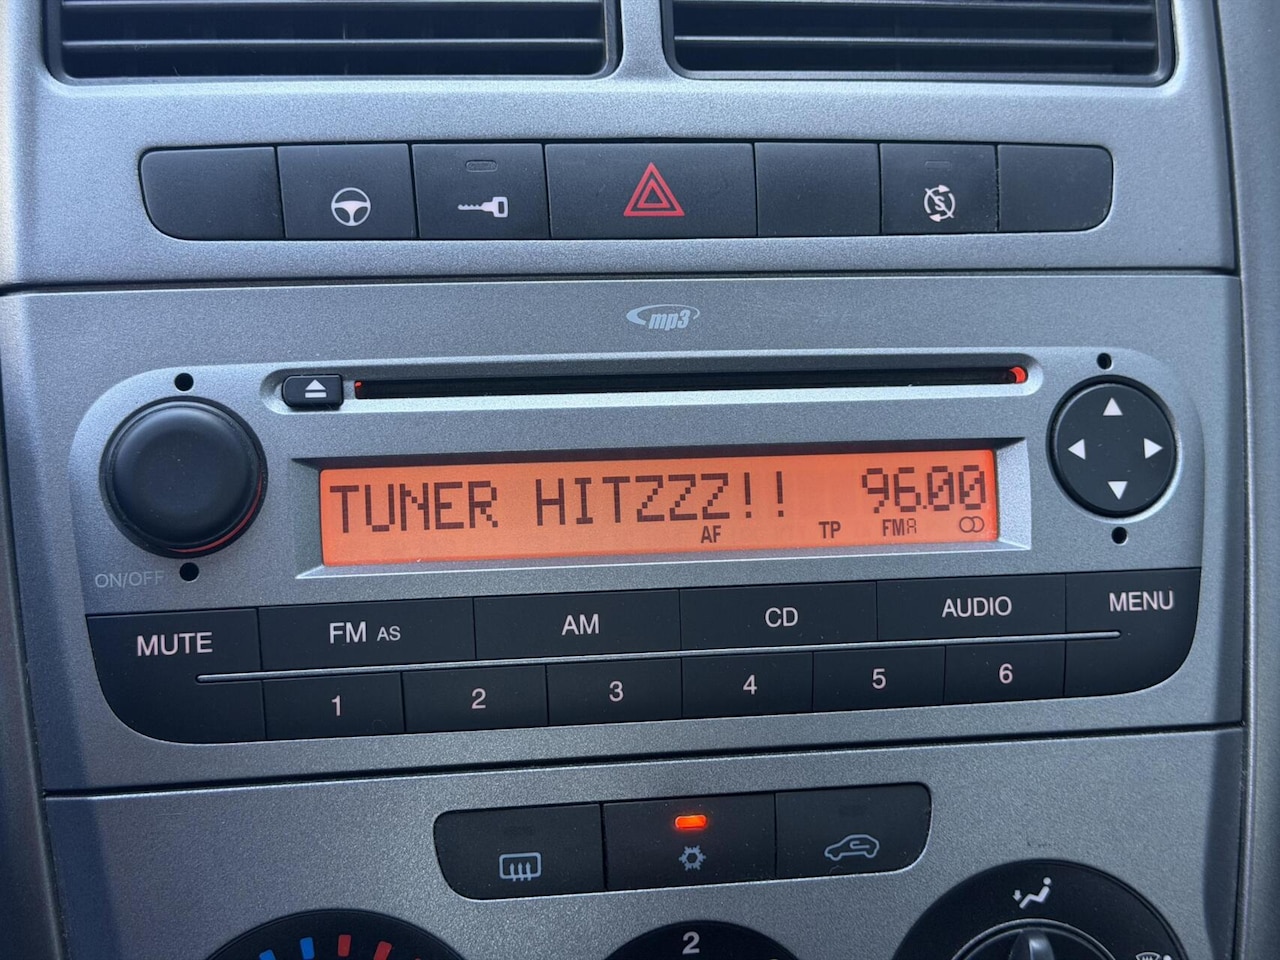 S
mp3
TUNER HITZZZ!! 96.00
AF TP FMA
ON/OFF
MUTE FM AS AM CD AUDIO MENU
1 2 3 4 5 6
2